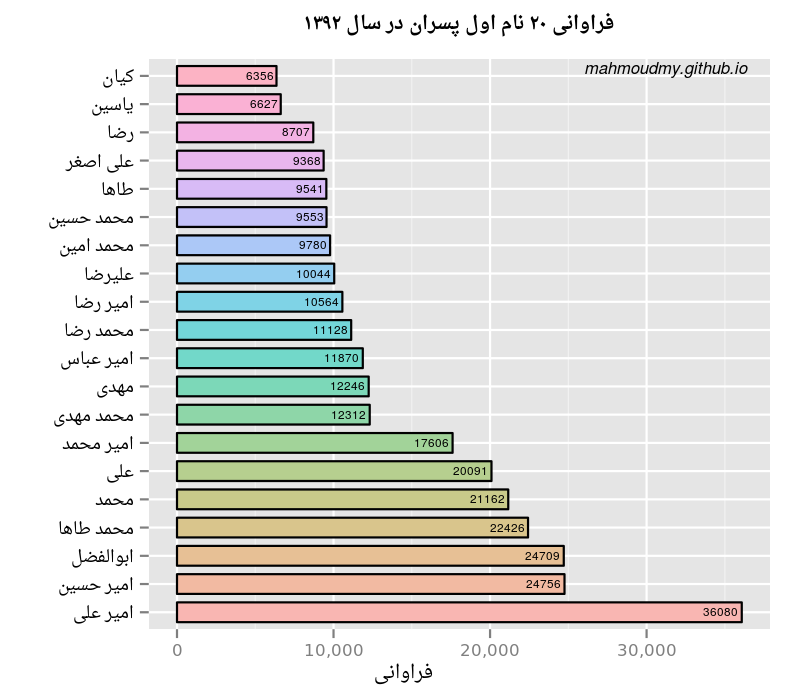 فراوانی ۲۰ نام اول پسران در سال ۱۳۹۲
mahmoudmy.github.io
کیان 6356
یاسین 6627
رضا 8707
علی اصغر 9368
طاها 9541
محمد حسین 9553
محمد امین 9780
علیرضا 10044
امیر رضا 10564
محمد رضا 11128
امیر عباس 11870
مهدی 12246
محمد مهدی 12312
امیر محمد 17606
علی 20091
محمد 21162
محمد طاها 22426
ابوالفضل 24709
امیر حسین 24756
امیر علی 36080
0 10,000 20,000 30,000
فراوانی